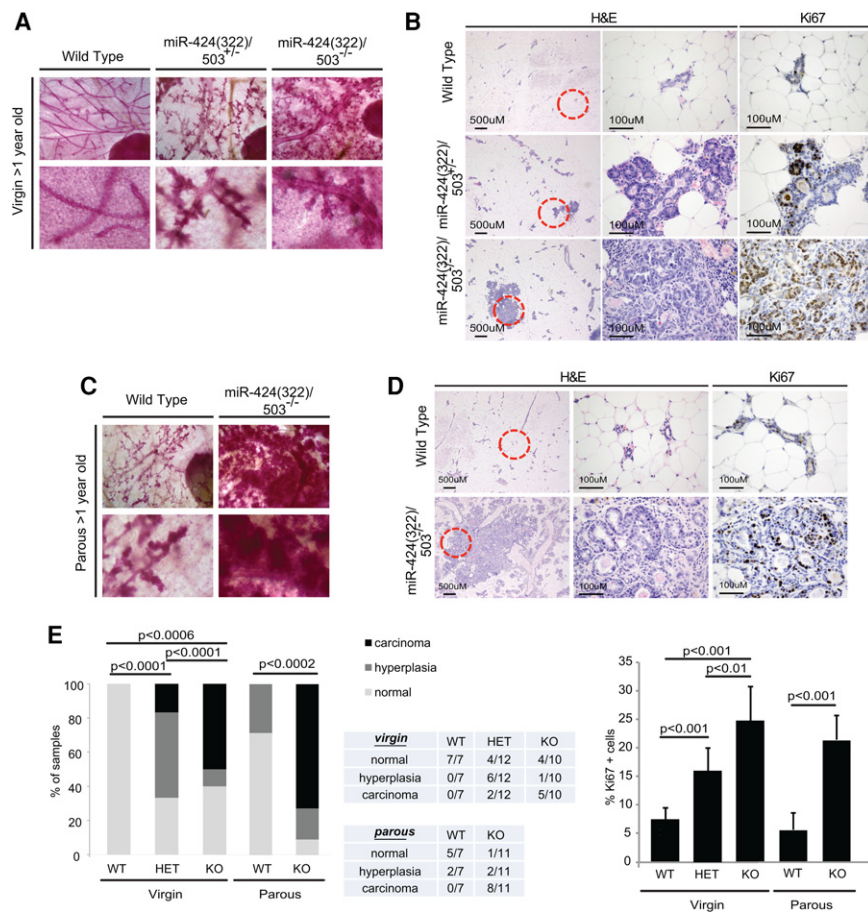 A
Wild Type
miR-424(322)/
503+/-
miR-424(322)/
503-/-
Virgin >1 year old
B
H&E
Ki67
Wild Type
500uM
100uM
100uM
miR-424(322)/
503+/-
500uM
100uM
100uM
miR-424(322)/
503-/-
500uM
100uM
100uM
C
Wild Type
miR-424(322)/
503-/-
Parous >1 year old
D
H&E
Ki67
Wild Type
500uM
100uM
100uM
miR-424(322)/
503-/-
500uM
100uM
100uM
E
p<0.0006
p<0.0001
p<0.0001
p<0.0002
% of samples
100
80
60
40
20
0
WT HET KO WT KO
Virgin Parous
carcinoma
hyperplasia
normal
virgin WT HET KO
normal 7/7 4/12 4/10
hyperplasia 0/7 6/12 1/10
carcinoma 0/7 2/12 5/10
parous WT KO
normal 5/7 1/11
hyperplasia 2/7 2/11
carcinoma 0/7 8/11
p<0.001
p<0.01
p<0.001
p<0.001
% Ki67 + cells
35
30
25
20
15
10
5
0
WT HET KO WT KO
Virgin Parous